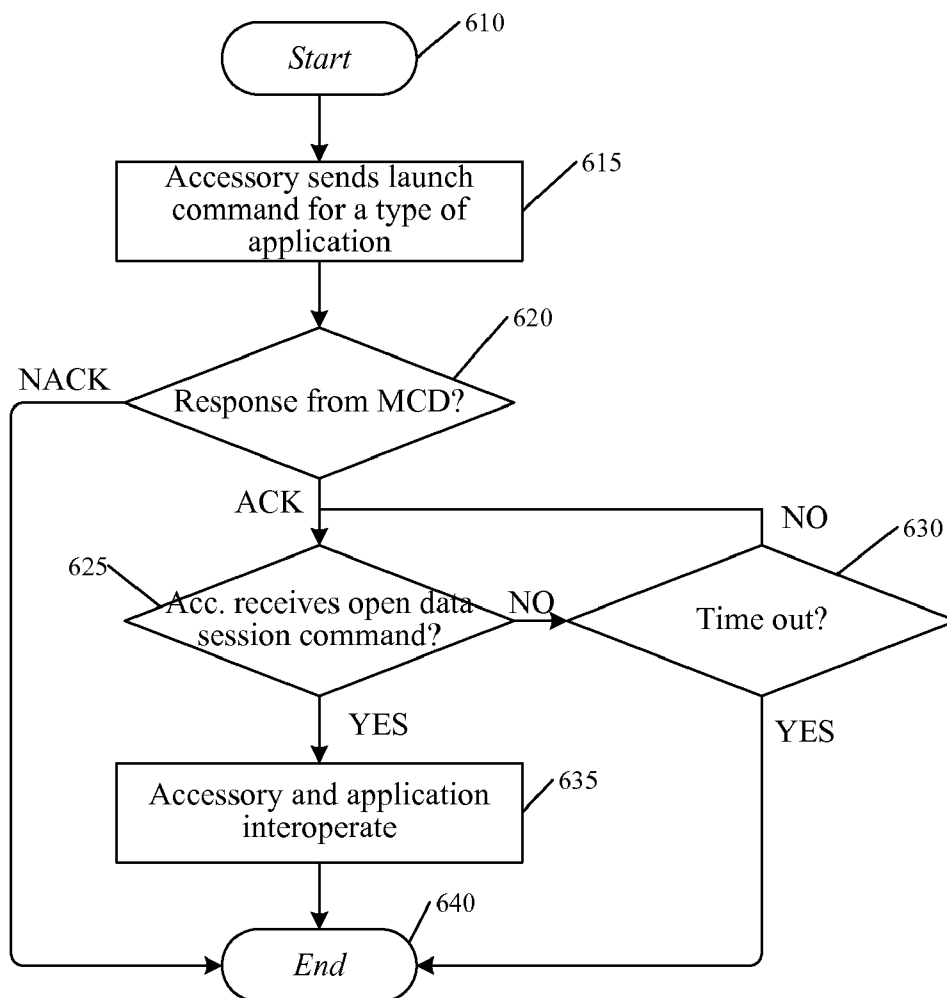 610
Start
615
Accessory sends launch
command for a type of
application
620
NACK
Response from MCD?
ACK
NO
630
625
Acc. receives open data
session command?
NO
Time out?
YES
YES
635
Accessory and application
interoperate
640
End